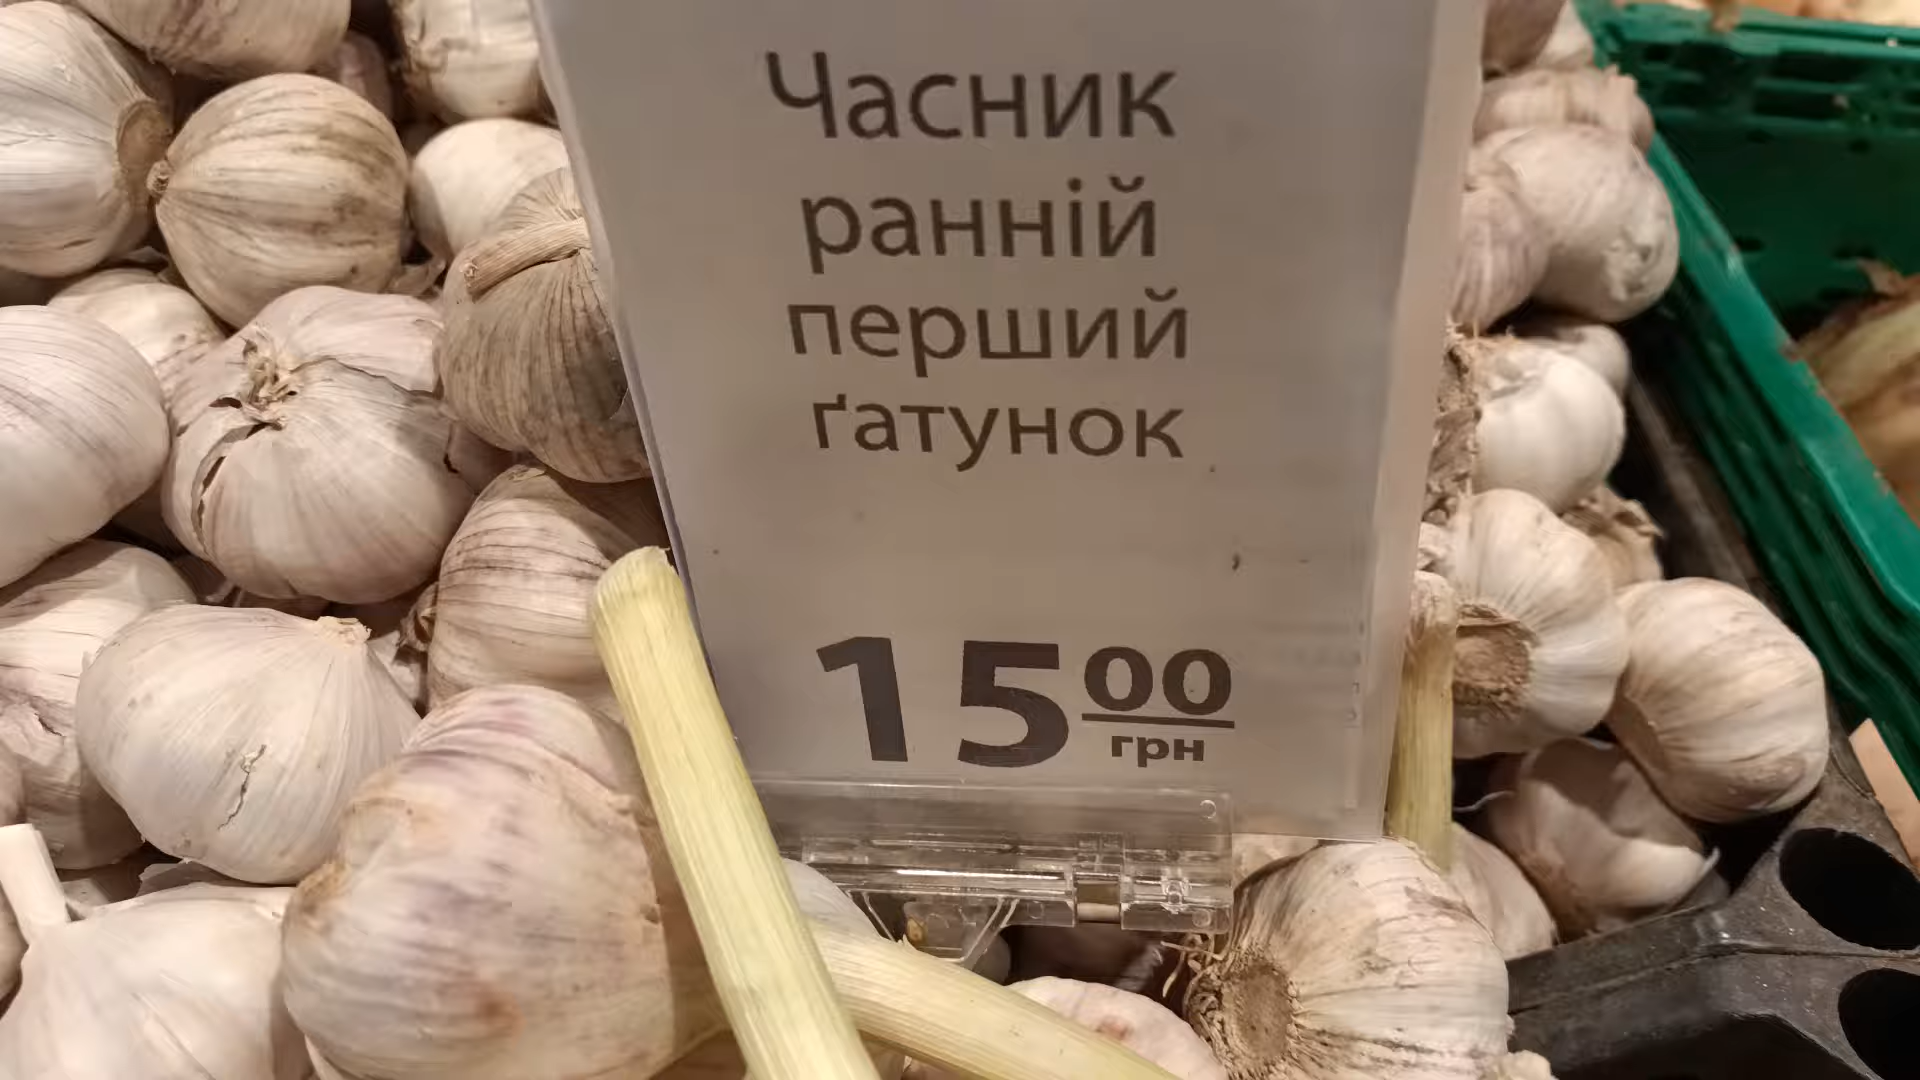 Часник
ранній
перший
ґатунок
15 00
грн